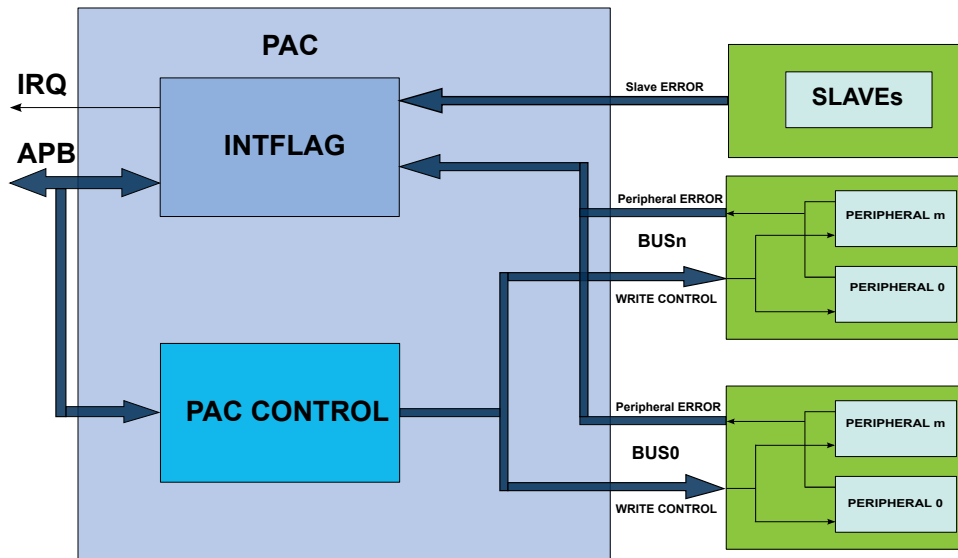 PAC
IRQ
INTFLAG
APB
Slave ERROR
SLAVEs
Peripheral ERROR
BUSn
WRITE CONTROL
PERIPHERAL m
PERIPHERAL 0
PAC CONTROL
Peripheral ERROR
BUS0
WRITE CONTROL
PERIPHERAL m
PERIPHERAL 0